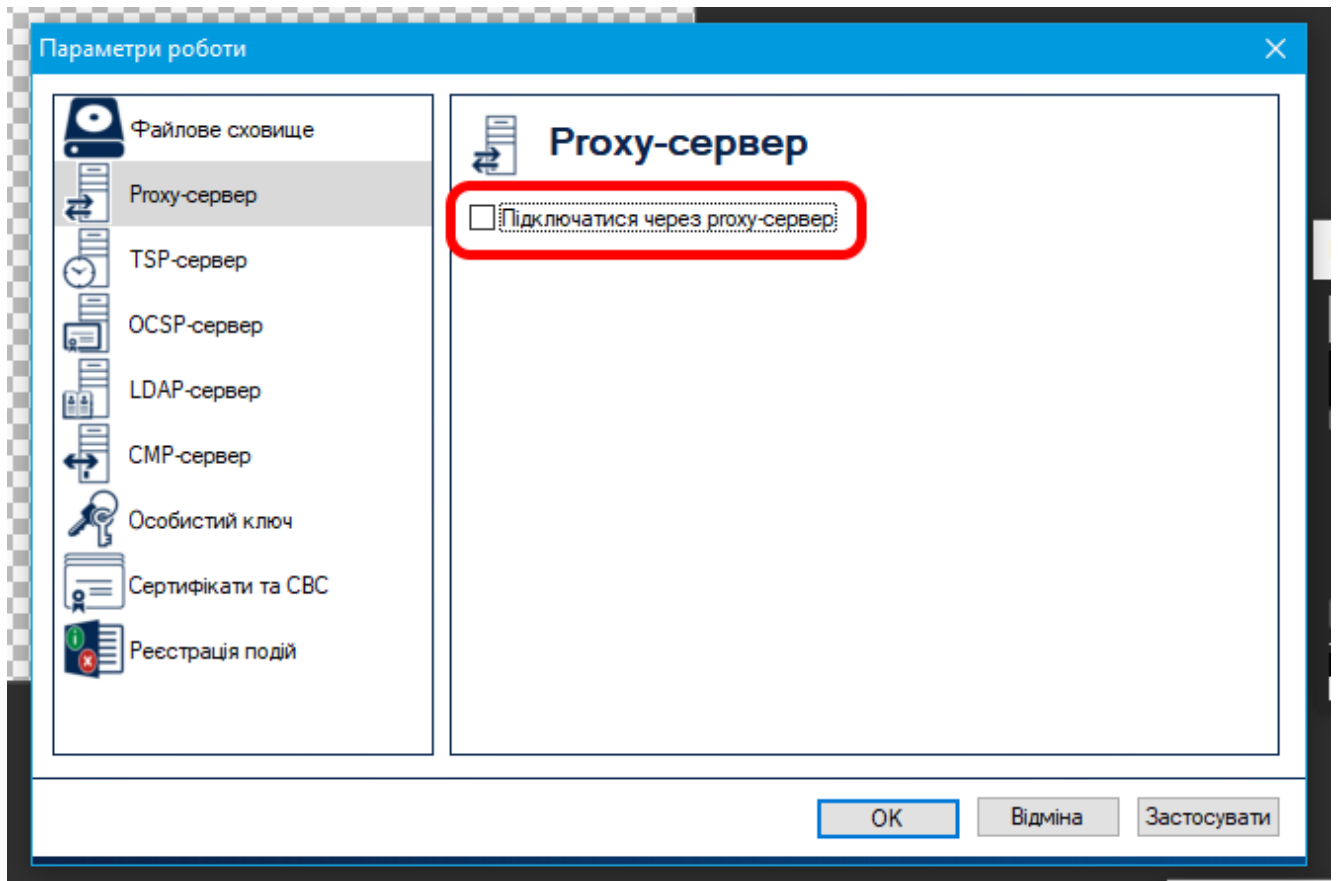 Параметри роботи
Файлове сховище
Proxy-сервер
TSP-сервер
OCSP-сервер
LDAP-сервер
CMP-сервер
Особистий ключ
Сертифікати та СВС
Реєстрація подій
Proxy-сервер
Підключатися через proxy-сервер
OK
Відміна
Застосувати